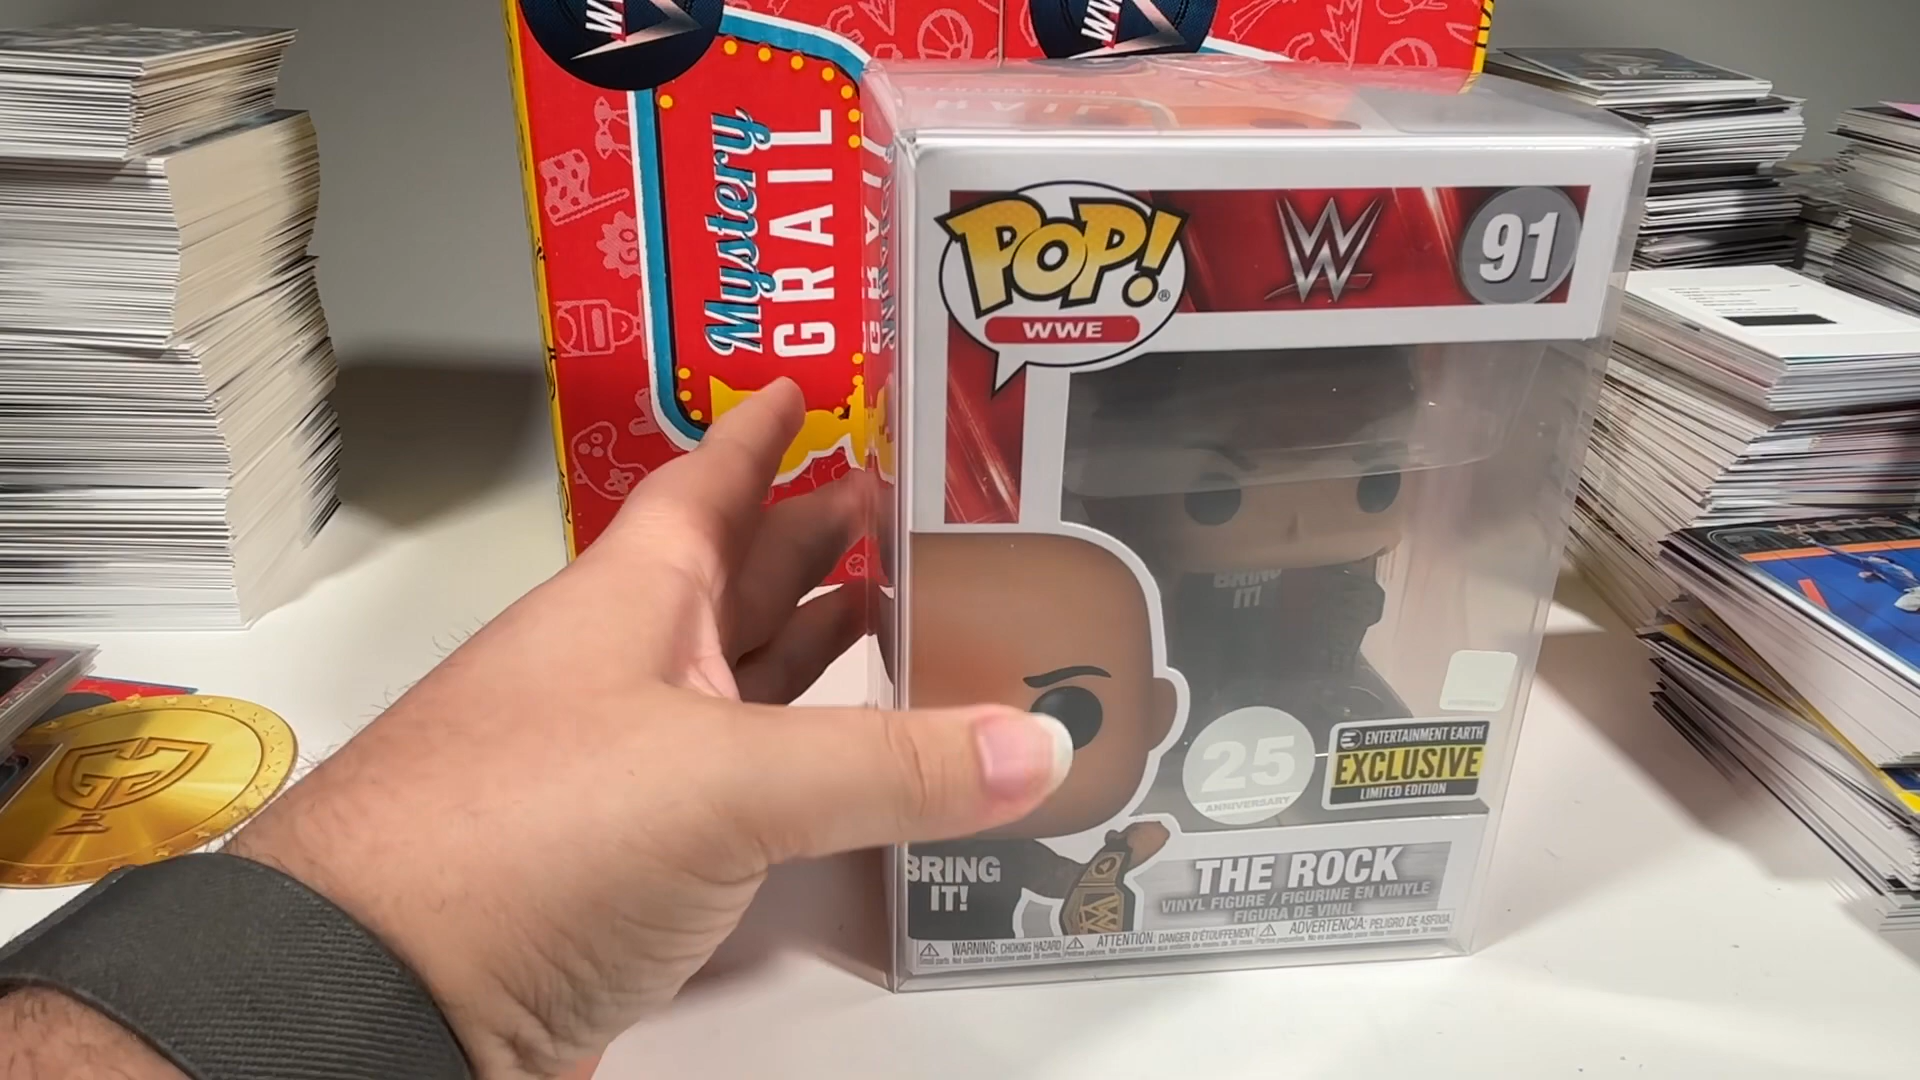 Mystery
GRAIL
POP!
WWE
W
91
BRING
IT!
25
ANNIVERSARY
ENTERTAINMENT EARTH
EXCLUSIVE
LIMITED EDITION
BRING
IT!
THE ROCK
VINYL FIGURE / FIGURINE EN VINYLE
FIGURA DE VINIL
WARNING: CHOKING HAZARD
ATTENTION: DANGER D'ÉTOUFFEMENT
ADVERTENCIA: PELIGRO DE ASFIXIA